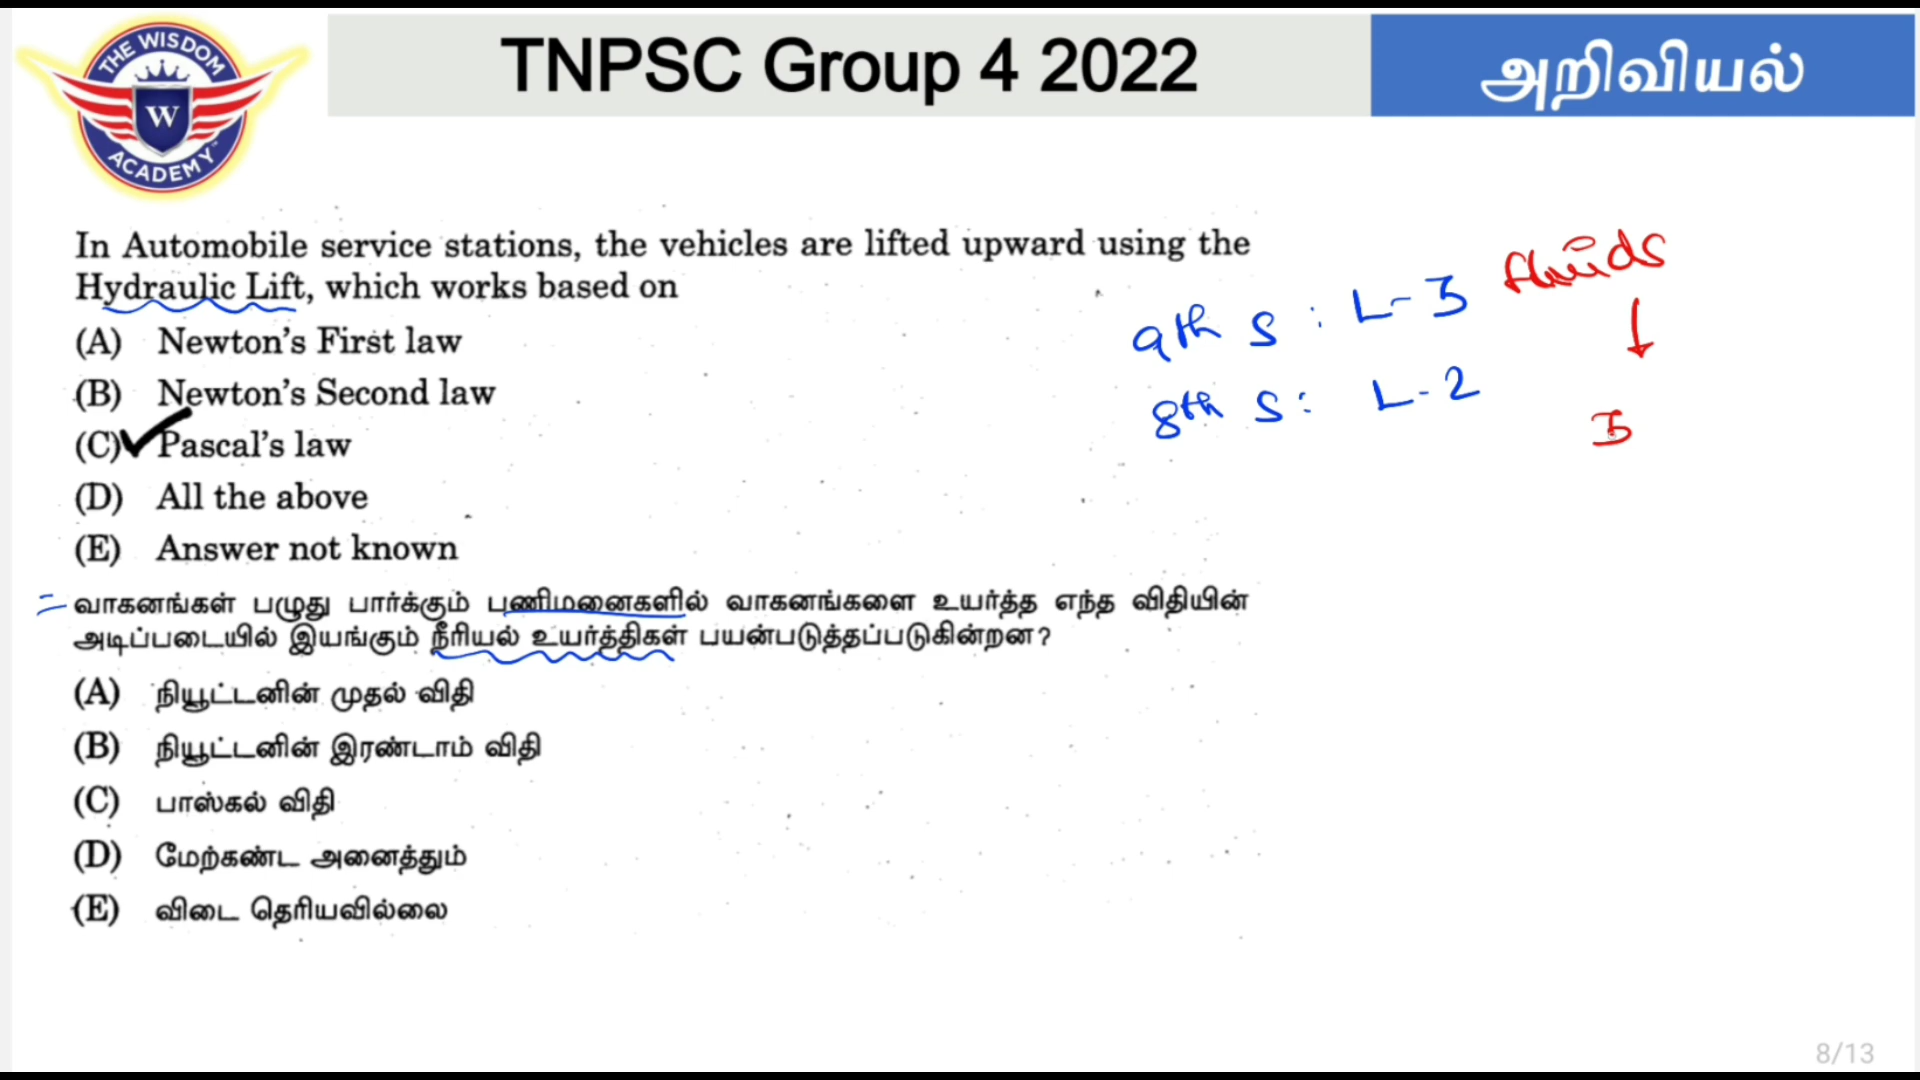 THE WISDOM
W
ACADEMY™
TNPSC Group 4 2022
அறிவியல்
In Automobile service stations, the vehicles are lifted upward using the
Hydraulic Lift, which works based on
(A) Newton's First law
(B) Newton's Second law
(C) Pascal's law
(D) All the above
(E) Answer not known
9th S : L-3 fluids
8th S: L-2
3
வாகனங்கள் பழுது பார்க்கும் பணிமனைகளில் வாகனங்களை உயர்த்த எந்த விதியின்
அடிப்படையில் இயங்கும் நீரியல் உயர்த்திகள் பயன்படுத்தப்படுகின்றன?
(A) நியூட்டனின் முதல் விதி
(B) நியூட்டனின் இரண்டாம் விதி
(C) பாஸ்கல் விதி
(D) மேற்கண்ட அனைத்தும்
(E) விடை தெரியவில்லை
8/13